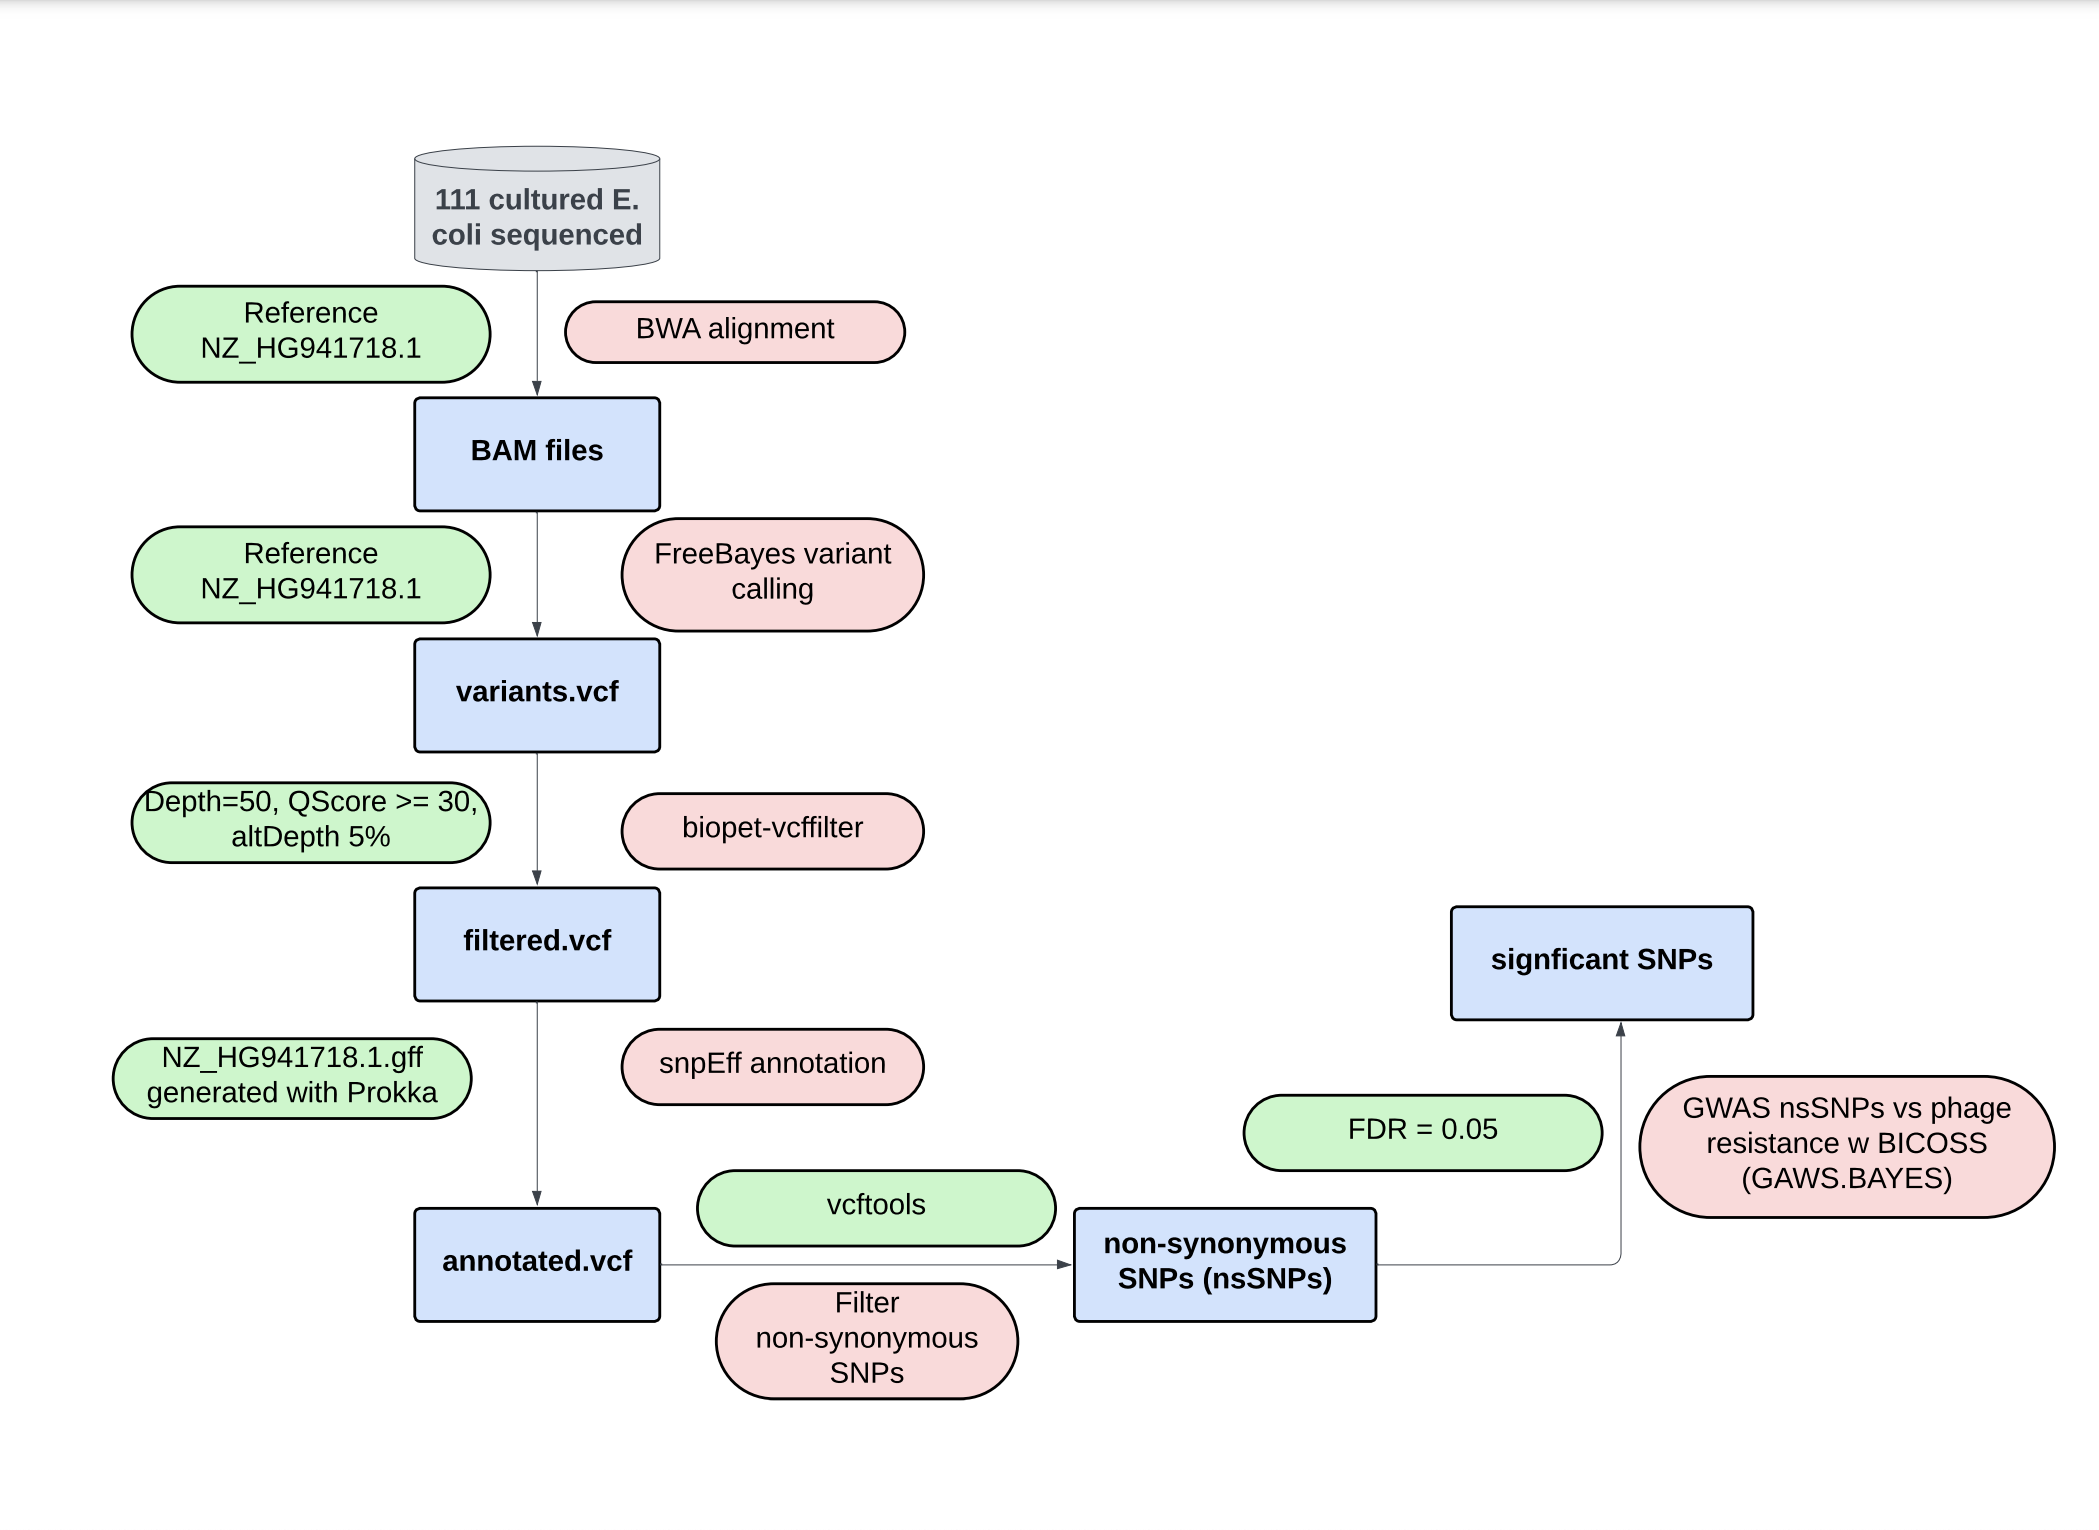 111 cultured E.
coli sequenced
Reference
NZ_HG941718.1
BWA alignment
BAM files
Reference
NZ_HG941718.1
FreeBayes variant
calling
variants.vcf
Depth=50, QScore >= 30,
altDepth 5%
biopet-vcffilter
filtered.vcf
NZ_HG941718.1.gff
generated with Prokka
snpEff annotation
annotated.vcf
vcftools
Filter
non-synonymous
SNPs
non-synonymous
SNPs (nsSNPs)
FDR = 0.05
GWAS nsSNPs vs phage
resistance w BICOSS
(GAWS.BAYES)
signficant SNPs